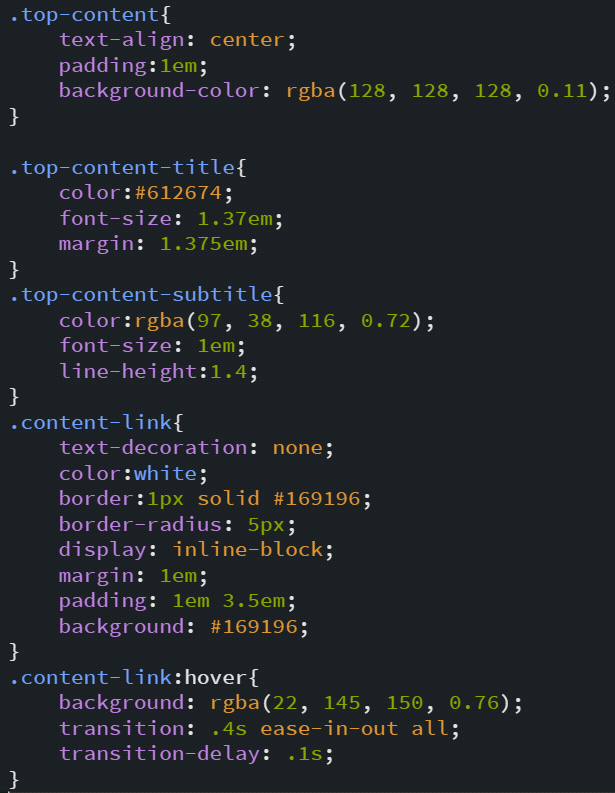 .top-content{
    text-align: center;
    padding:1em;
    background-color: rgba(128, 128, 128, 0.11);
}

.top-content-title{
    color:#612674;
    font-size: 1.37em;
    margin: 1.375em;
}
.top-content-subtitle{
    color:rgba(97, 38, 116, 0.72);
    font-size: 1em;
    line-height:1.4;
}
.content-link{
    text-decoration: none;
    color:white;
    border:1px solid #169196;
    border-radius: 5px;
    display: inline-block;
    margin: 1em;
    padding: 1em 3.5em;
    background: #169196;
}
.content-link:hover{
    background: rgba(22, 145, 150, 0.76);
    transition: .4s ease-in-out all;
    transition-delay: .1s;
}